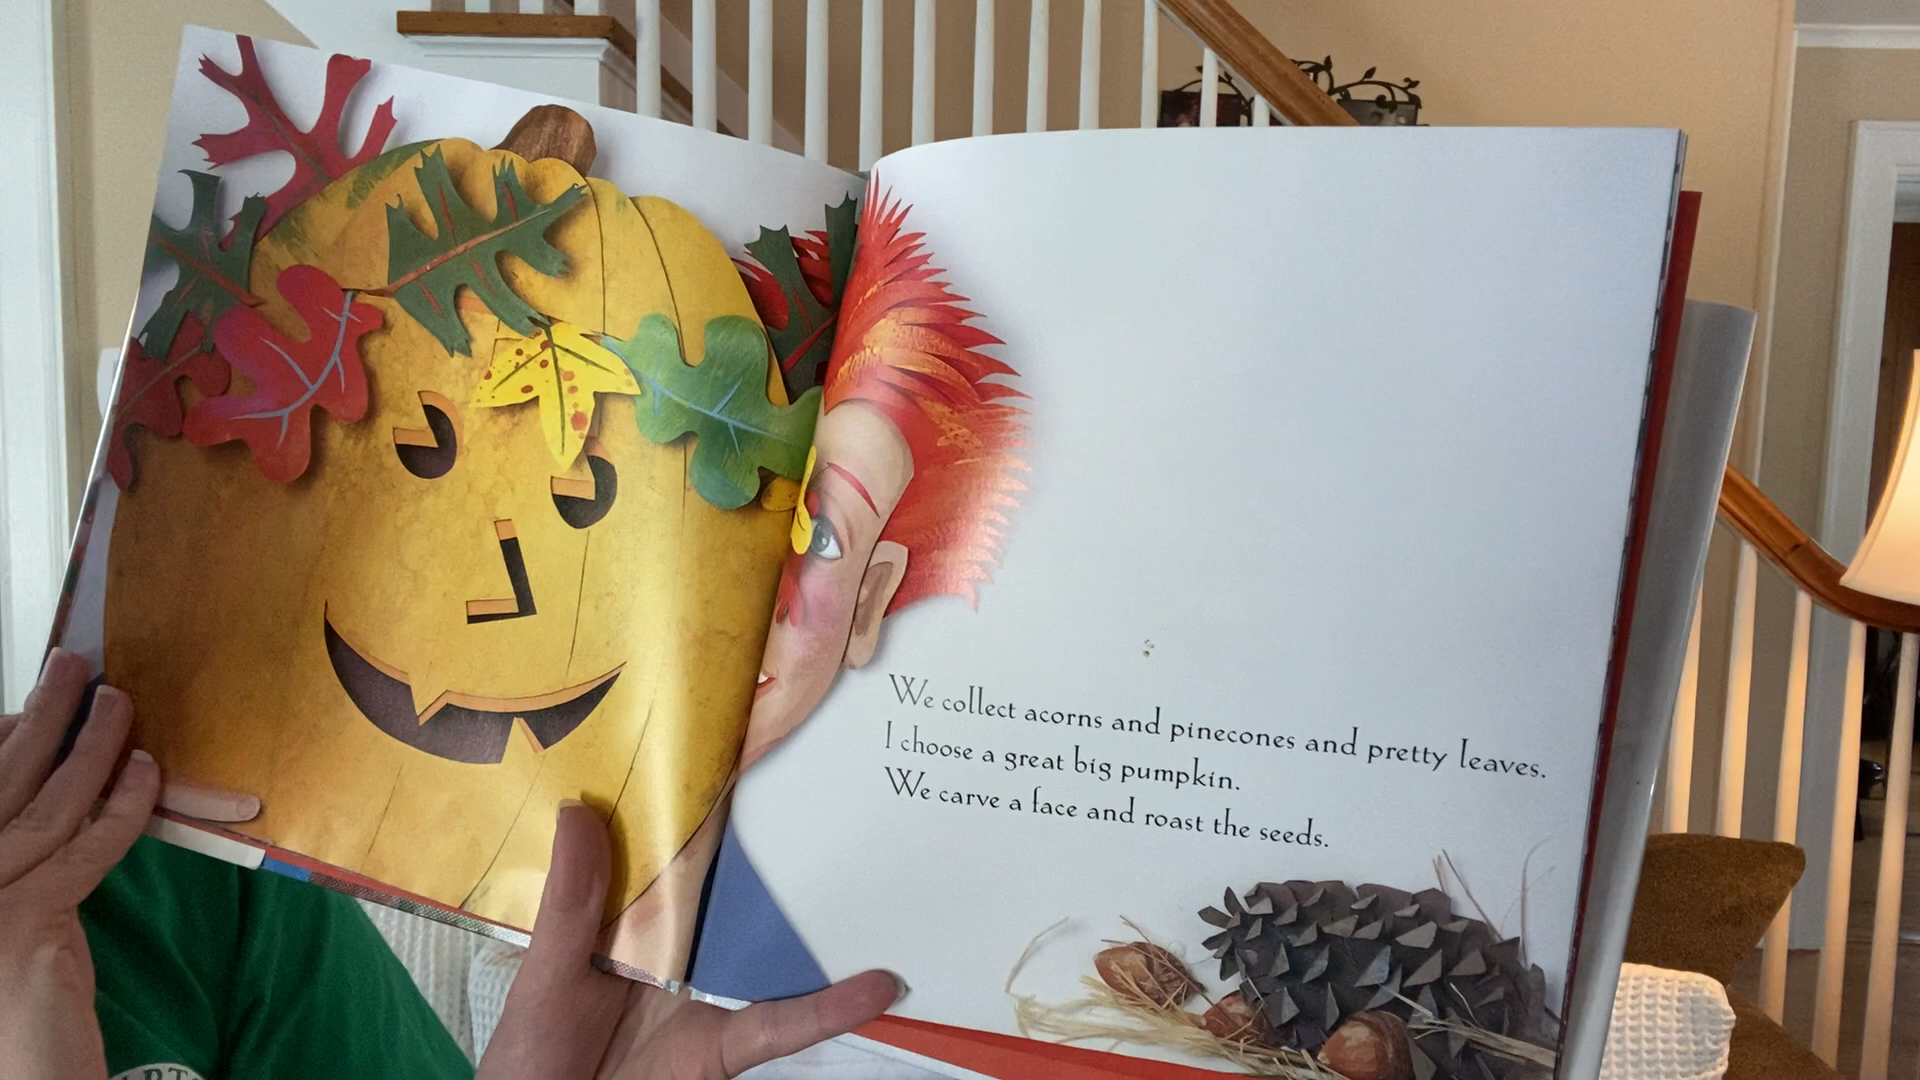 We collect acorns and pinecones and pretty leaves.
I choose a great big pumpkin.
We carve a face and roast the seeds.